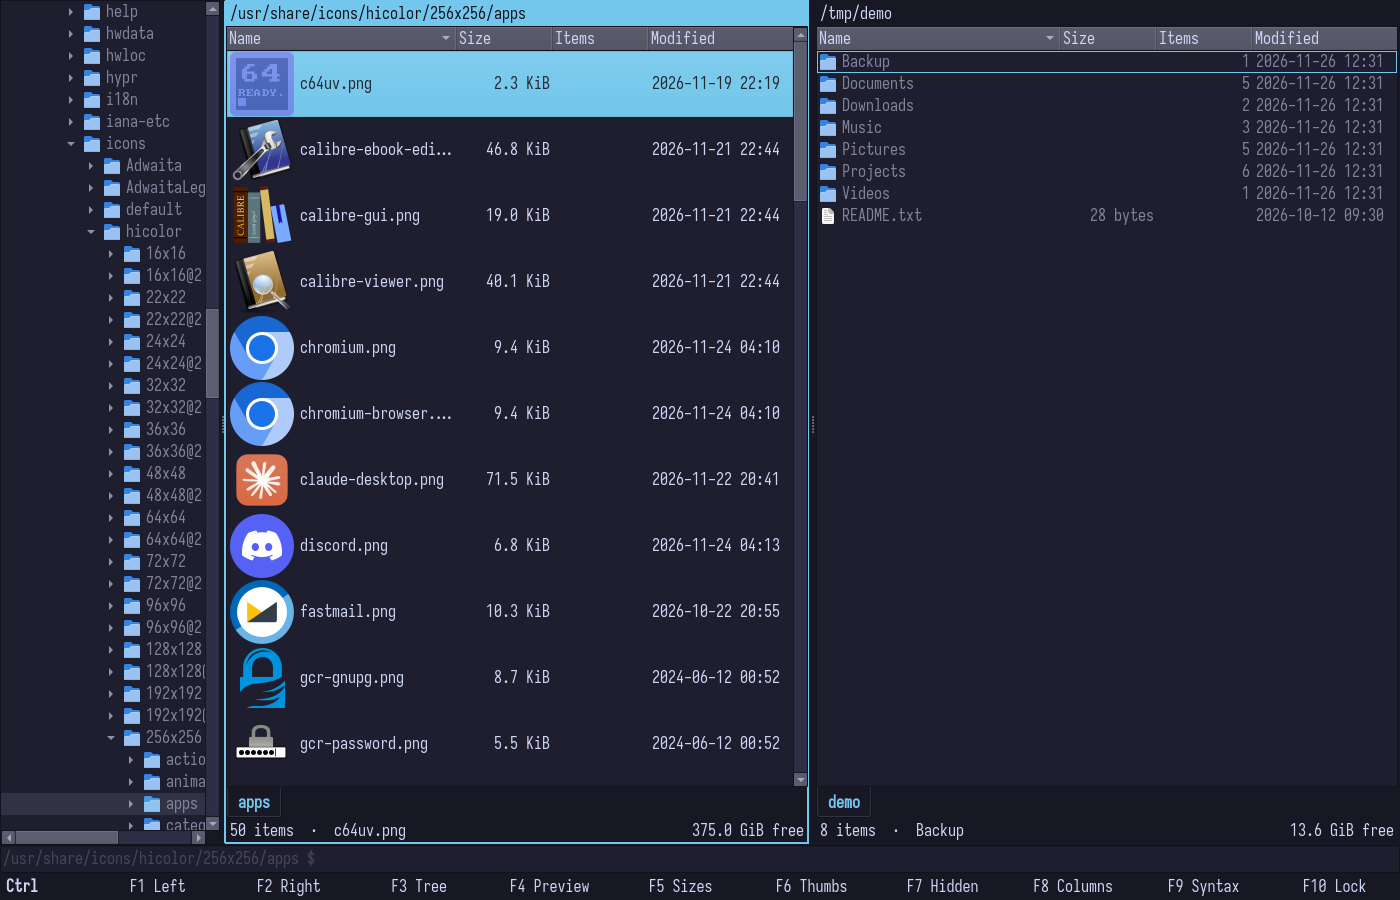 help
hwdata
hwloc
hypr
i18n
iana-etc
icons
Adwaita
AdwaitaLeg
default
hicolor
16x16
16x16@2
22x22
22x22@2
24x24
24x24@2
32x32
32x32@2
36x36
36x36@2
48x48
48x48@2
64x64
64x64@2
72x72
72x72@2
96x96
96x96@2
128x128
128x128@
192x192
192x192@
256x256
actio
anima
apps
categ
/usr/share/icons/hicolor/256x256/apps
Name Size Items Modified
64 READY.
c64uv.png 2.3 KiB 2026-11-19 22:19
calibre-ebook-edi... 46.8 KiB 2026-11-21 22:44
CALIBRE
calibre-gui.png 19.0 KiB 2026-11-21 22:44
calibre-viewer.png 40.1 KiB 2026-11-21 22:44
chromium.png 9.4 KiB 2026-11-24 04:10
chromium-browser.... 9.4 KiB 2026-11-24 04:10
claude-desktop.png 71.5 KiB 2026-11-22 20:41
discord.png 6.8 KiB 2026-11-24 04:13
fastmail.png 10.3 KiB 2026-10-22 20:55
gcr-gnupg.png 8.7 KiB 2024-06-12 00:52
gcr-password.png 5.5 KiB 2024-06-12 00:52
apps
50 items · c64uv.png 375.0 GiB free
/tmp/demo
Name Size Items Modified
Backup 1 2026-11-26 12:31
Documents 5 2026-11-26 12:31
Downloads 2 2026-11-26 12:31
Music 3 2026-11-26 12:31
Pictures 5 2026-11-26 12:31
Projects 6 2026-11-26 12:31
Videos 1 2026-11-26 12:31
README.txt 28 bytes 2026-10-12 09:30
demo
8 items · Backup 13.6 GiB free
/usr/share/icons/hicolor/256x256/apps $
Ctrl F1 Left F2 Right F3 Tree F4 Preview F5 Sizes F6 Thumbs F7 Hidden F8 Columns F9 Syntax F10 Lock